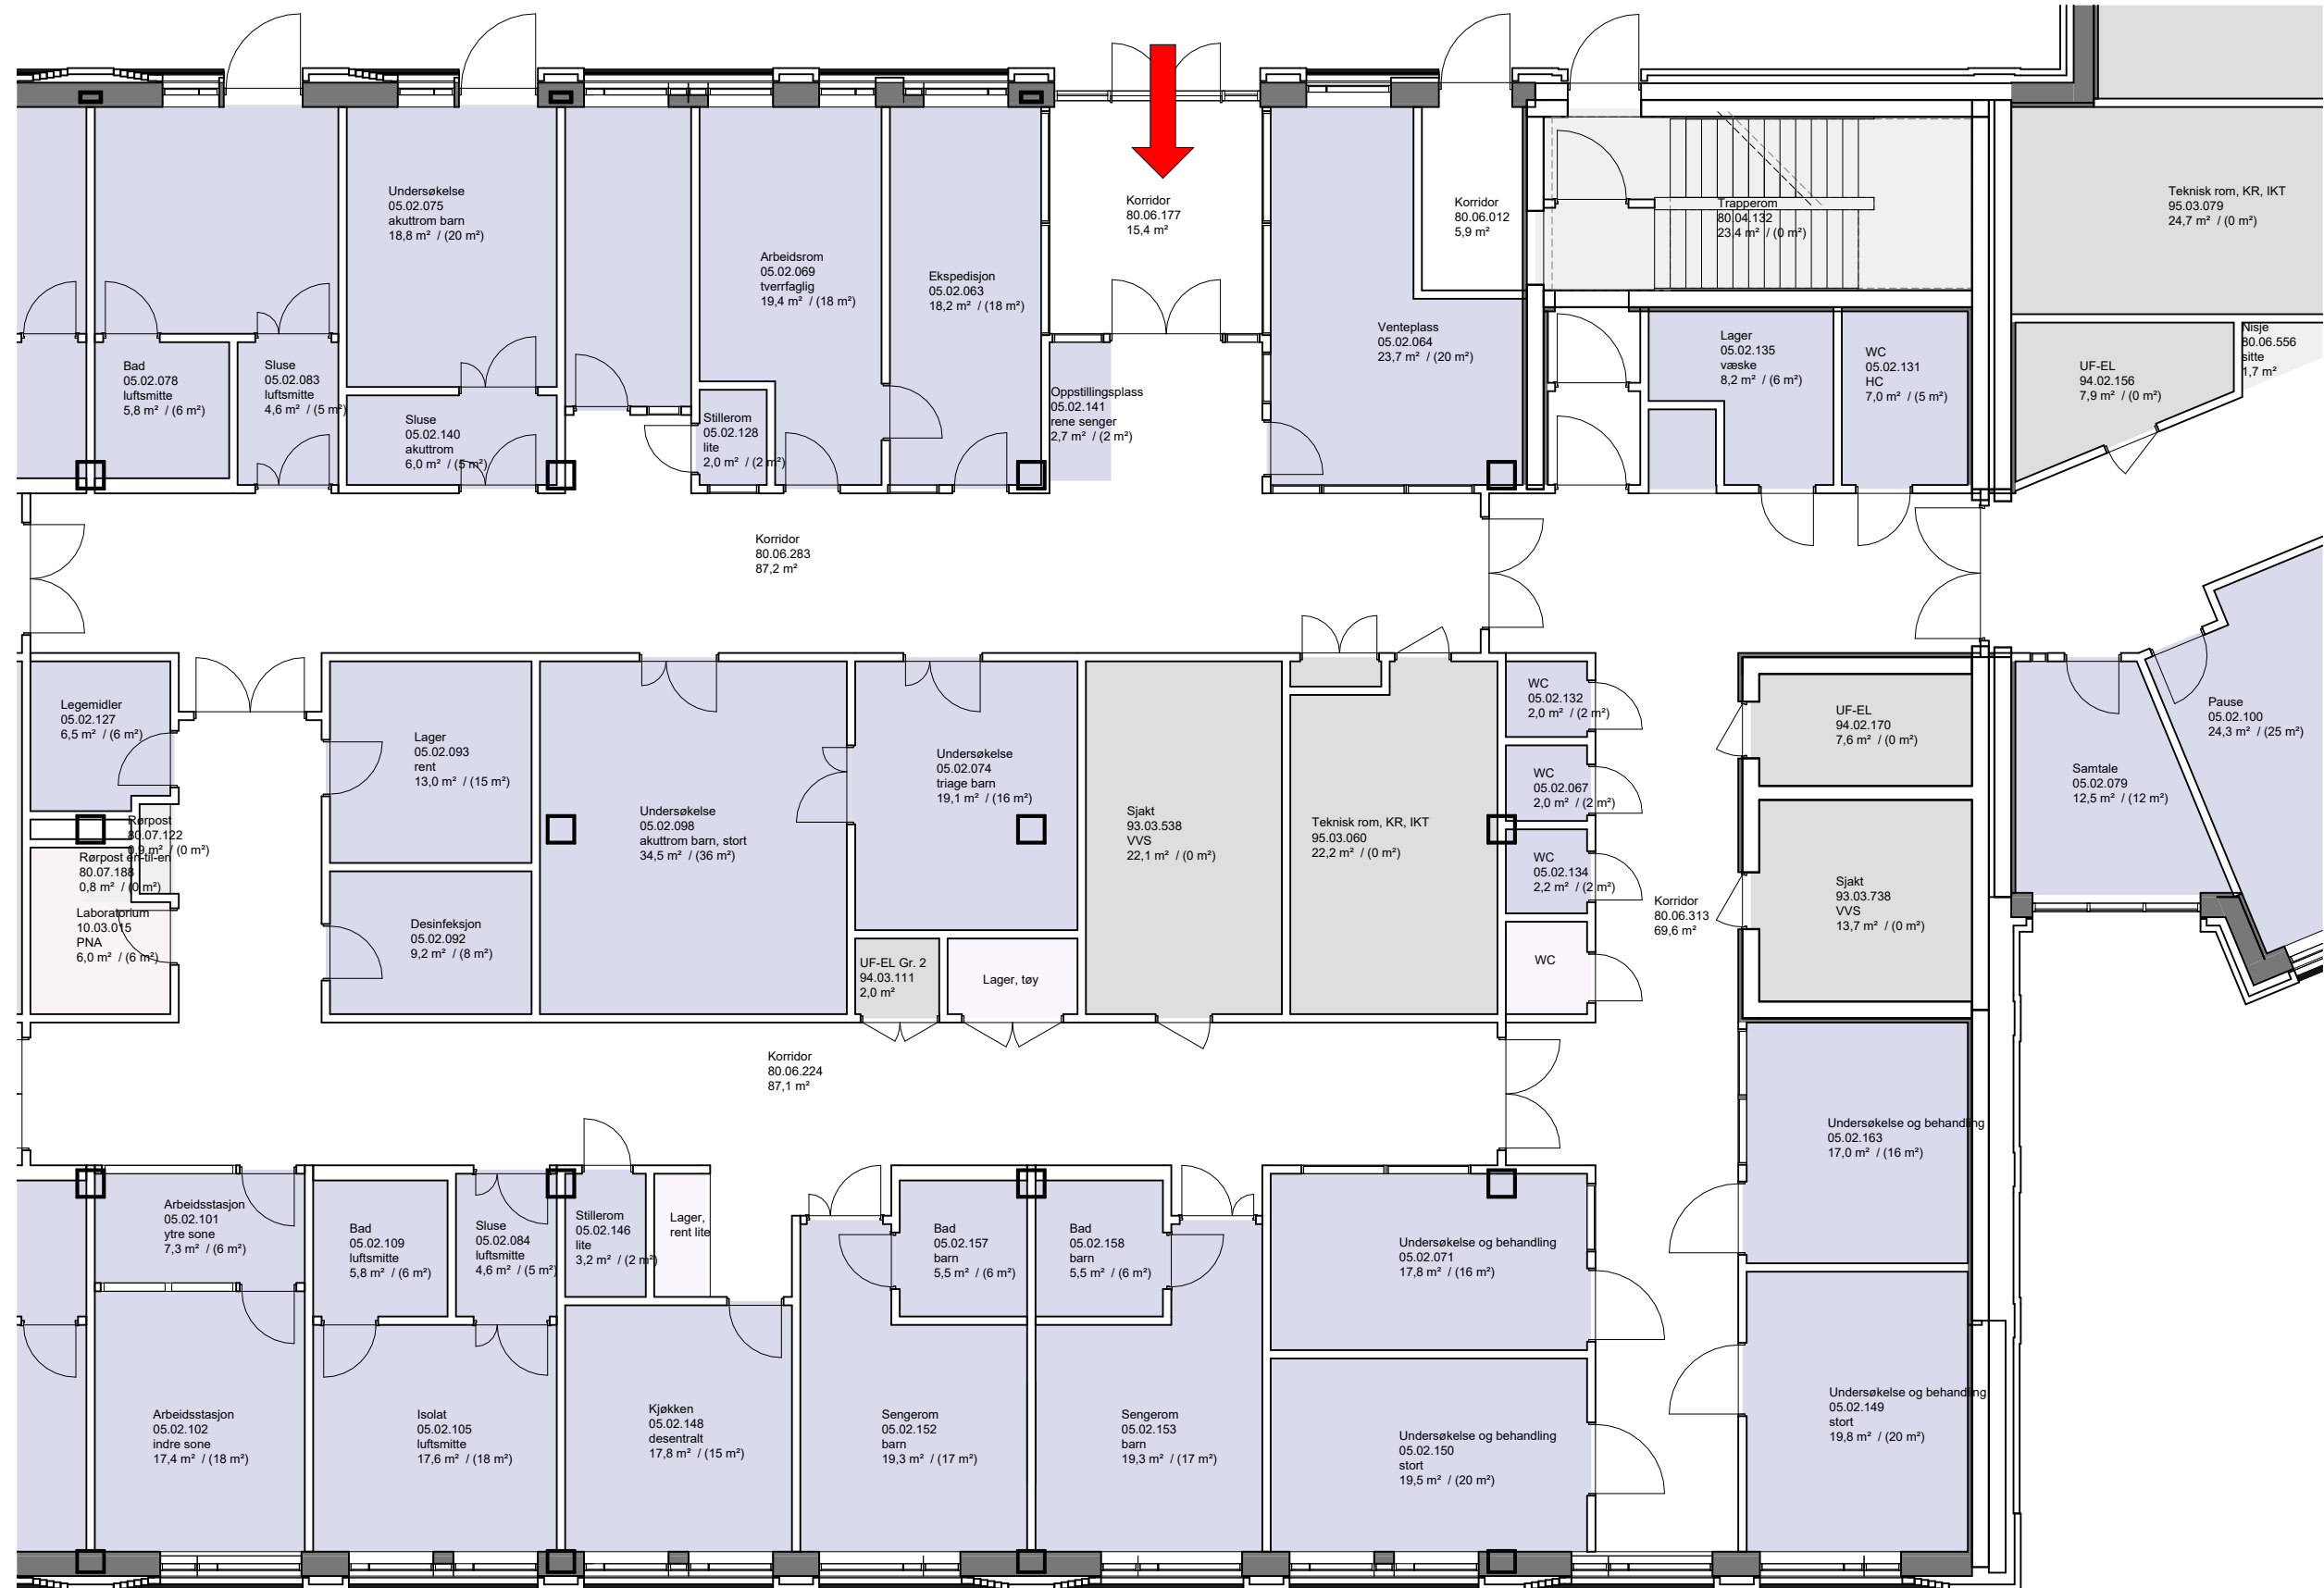 Undersøkelse
05.02.075
akuttrom barn
18,8 m² / (20 m²)
Arbeidsrom
05.02.069
tverrfaglig
19,4 m² / (18 m²)
Ekspedisjon
05.02.063
18,2 m² / (18 m²)
Korridor
80.06.177
15,4 m²
Korridor
80.06.012
5,9 m²
Trapperom
80.04.132
23,4 m² / (0 m²)
Teknisk rom, KR, IKT
95.03.079
24,7 m² / (0 m²)
Bad
05.02.078
luftsmitte
5,8 m² / (6 m²)
Sluse
05.02.083
luftsmitte
4,6 m² / (5 m²)
Sluse
05.02.140
akuttrom
6,0 m² / (5 m²)
Stillerom
05.02.128
lite
2,0 m² / (2 m²)
Oppstillingsplass
05.02.141
rene senger
2,7 m² / (2 m²)
Venteplass
05.02.064
23,7 m² / (20 m²)
Lager
05.02.135
væske
8,2 m² / (6 m²)
WC
05.02.131
HC
7,0 m² / (5 m²)
UF-EL
94.02.156
7,9 m² / (0 m²)
Nisje
80.06.556
sitte
1,7 m²
Korridor
80.06.283
87,2 m²
Legemidler
05.02.127
6,5 m² / (6 m²)
Rørpost
80.07.122
0,9 m² / (0 m²)
Rørpost en-til-en
80.07.188
0,8 m² / (0 m²)
Laboratorium
10.03.015
PNA
6,0 m² / (6 m²)
Lager
05.02.093
rent
13,0 m² / (15 m²)
Desinfeksjon
05.02.092
9,2 m² / (8 m²)
Undersøkelse
05.02.098
akuttrom barn, stort
34,5 m² / (36 m²)
Undersøkelse
05.02.074
triage barn
19,1 m² / (16 m²)
UF-EL Gr. 2
94.03.111
2,0 m²
Lager, tøy
Sjakt
93.03.538
VVS
22,1 m² / (0 m²)
Teknisk rom, KR, IKT
95.03.060
22,2 m² / (0 m²)
WC
05.02.132
2,0 m² / (2 m²)
WC
05.02.067
2,0 m² / (2 m²)
WC
05.02.134
2,2 m² / (2 m²)
WC
Korridor
80.06.313
69,6 m²
UF-EL
94.02.170
7,6 m² / (0 m²)
Sjakt
93.03.738
VVS
13,7 m² / (0 m²)
Samtale
05.02.079
12,5 m² / (12 m²)
Pause
05.02.100
24,3 m² / (25 m²)
Korridor
80.06.224
87,1 m²
Arbeidsstasjon
05.02.101
ytre sone
7,3 m² / (6 m²)
Bad
05.02.109
luftsmitte
5,8 m² / (6 m²)
Sluse
05.02.084
luftsmitte
4,6 m² / (5 m²)
Stillerom
05.02.146
lite
3,2 m² / (2 m²)
Lager,
rent lite
Bad
05.02.157
barn
5,5 m² / (6 m²)
Bad
05.02.158
barn
5,5 m² / (6 m²)
Undersøkelse og behandling
05.02.071
17,8 m² / (16 m²)
Undersøkelse og behandling
05.02.163
17,0 m² / (16 m²)
Arbeidsstasjon
05.02.102
indre sone
17,4 m² / (18 m²)
Isolat
05.02.105
luftsmitte
17,6 m² / (18 m²)
Kjøkken
05.02.148
desentralt
17,8 m² / (15 m²)
Sengerom
05.02.152
barn
19,3 m² / (17 m²)
Sengerom
05.02.153
barn
19,3 m² / (17 m²)
Undersøkelse og behandling
05.02.150
stort
19,5 m² / (20 m²)
Undersøkelse og behandling
05.02.149
stort
19,8 m² / (20 m²)